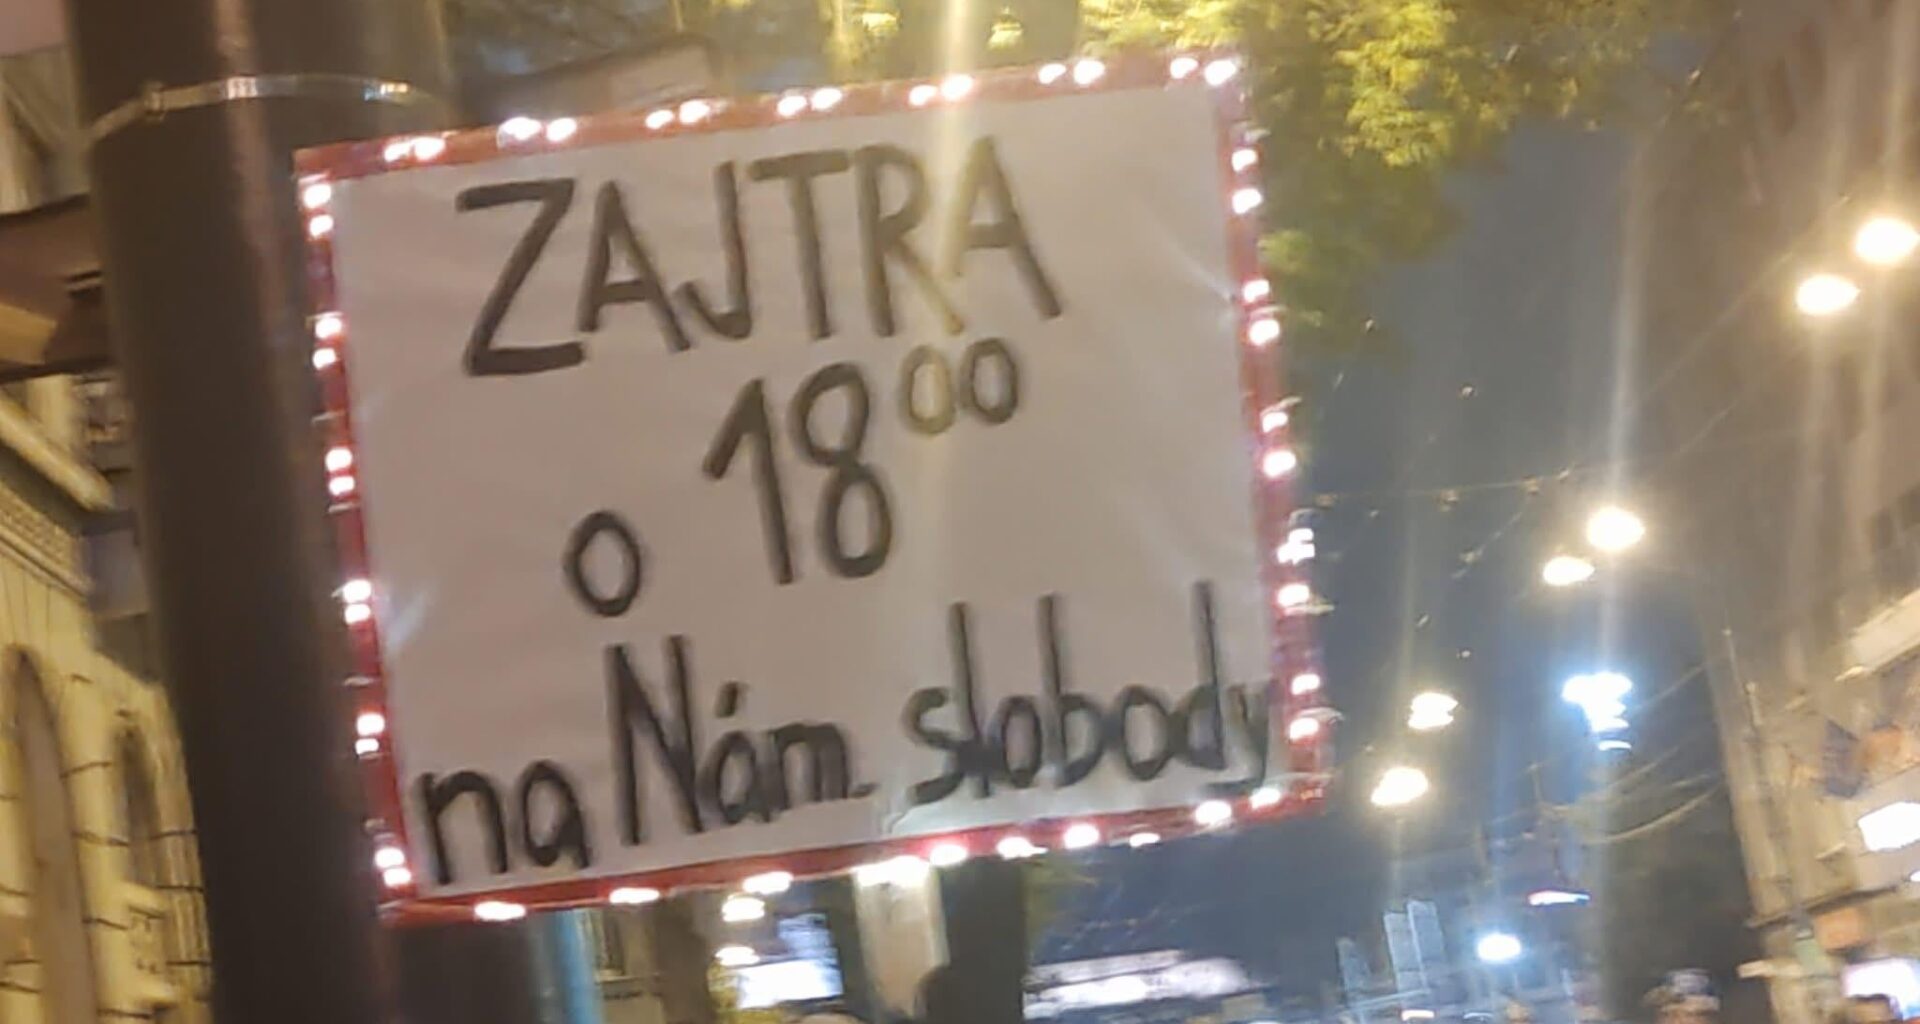 ZAJTRA
o 18⁰⁰
na Nám. slobody